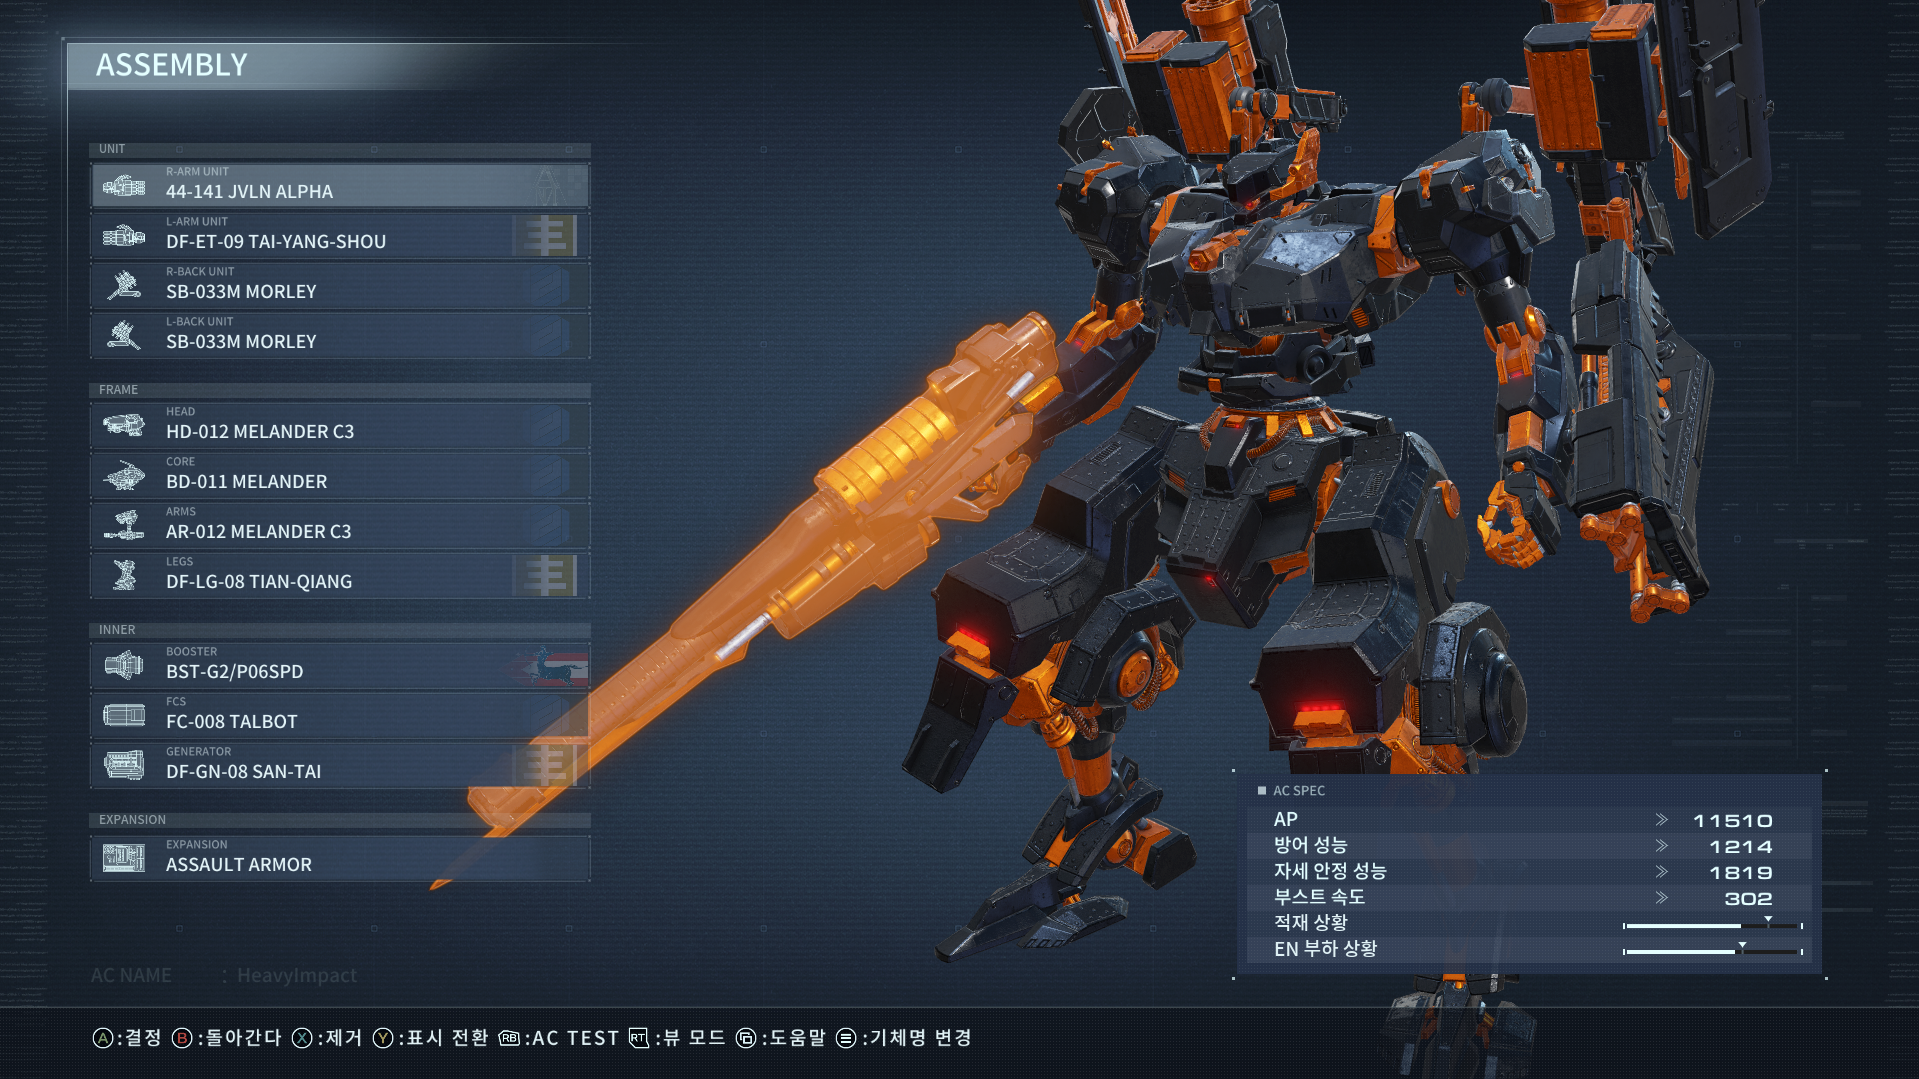 ASSEMBLY
UNIT
R-ARM UNIT
44-141 JVLN ALPHA
L-ARM UNIT
DF-ET-09 TAI-YANG-SHOU
R-BACK UNIT
SB-033M MORLEY
L-BACK UNIT
SB-033M MORLEY
FRAME
HEAD
HD-012 MELANDER C3
CORE
BD-011 MELANDER
ARMS
AR-012 MELANDER C3
LEGS
DF-LG-08 TIAN-QIANG
INNER
BOOSTER
BST-G2/P06SPD
FCS
FC-008 TALBOT
GENERATOR
DF-GN-08 SAN-TAI
EXPANSION
EXPANSION
ASSAULT ARMOR
AC SPEC
AP 11510
방어 성능 1214
자세 안정 성능 1819
부스트 속도 302
적재 상황
EN 부하 상황
AC NAME : HeavyImpact
A:결정 B:돌아간다 X:제거 Y:표시 전환 RB:AC TEST RT:뷰 모드 :도움말 :기체명 변경